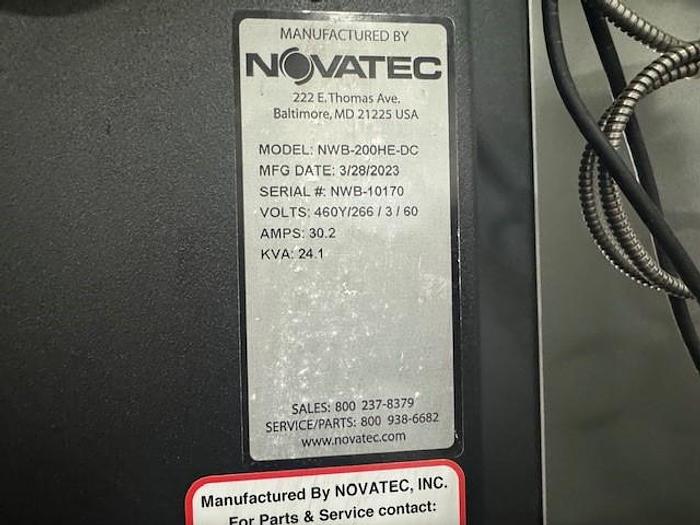 MANUFACTURED BY
NOVATEC
222 E. Thomas Ave.
Baltimore, MD 21225 USA
MODEL: NWB-200HE-DC
MFG DATE: 3/28/2023
SERIAL #: NWB-10170
VOLTS: 460Y/266 / 3 / 60
AMPS: 30.2
KVA: 24.1
SALES: 800 237-8379
SERVICE/PARTS: 800 938-6682
www.novatec.com
Manufactured By NOVATEC, INC.
For Parts & Service contact: